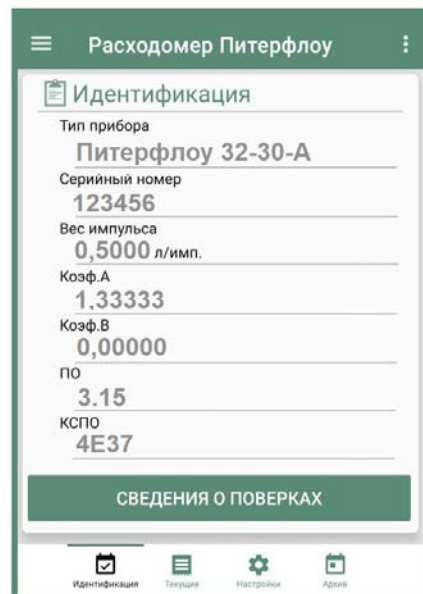 Расходомер Питерфлоу
Идентификация
Тип прибора
Питерфлоу 32-30-А
Серийный номер
123456
Вес импульса
0,5000 л/имп.
Коэф.А
1,33333
Коэф.В
0,00000
ПО
3.15
КСПО
4E37
СВЕДЕНИЯ О ПОВЕРКАХ
Идентификация Текущие Настройки Архив